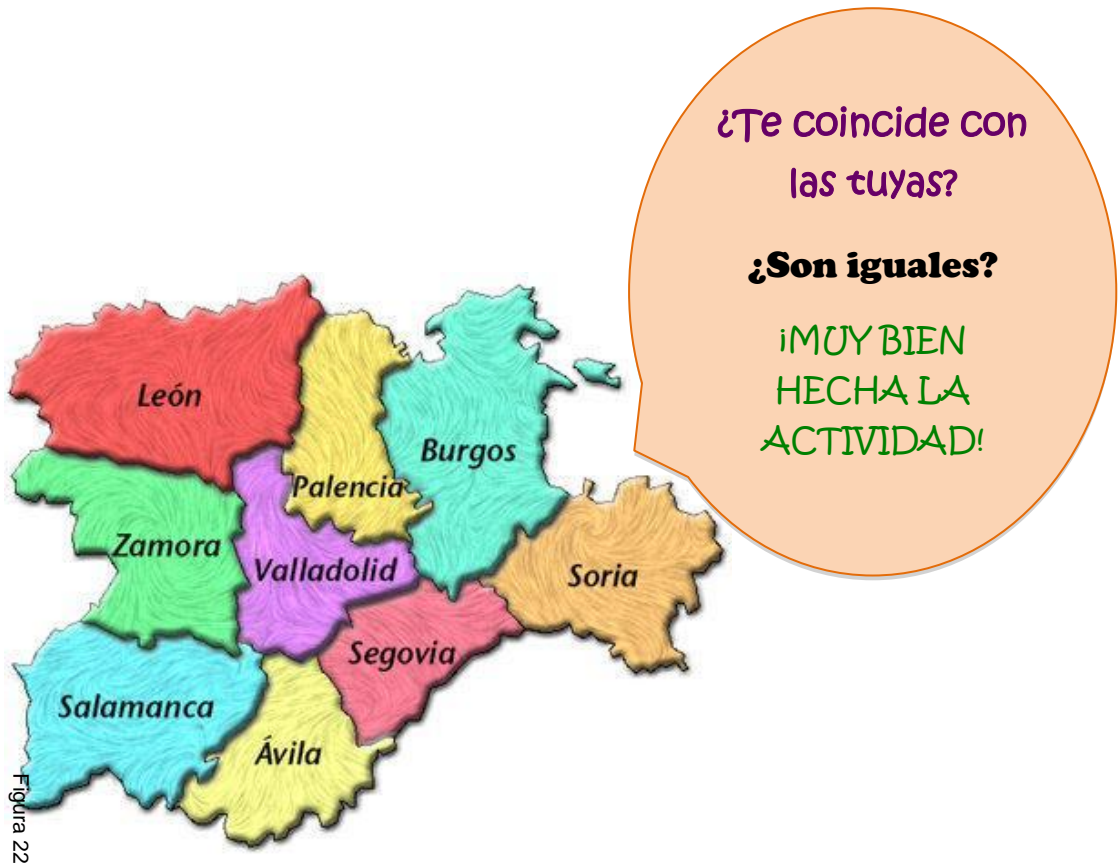 ¿Te coincide con
las tuyas?
¿Son iguales?
¡MUY BIEN
HECHA LA
ACTIVIDAD!
León
Palencia
Burgos
Zamora
Valladolid
Soria
Segovia
Salamanca
Ávila
Figura 22